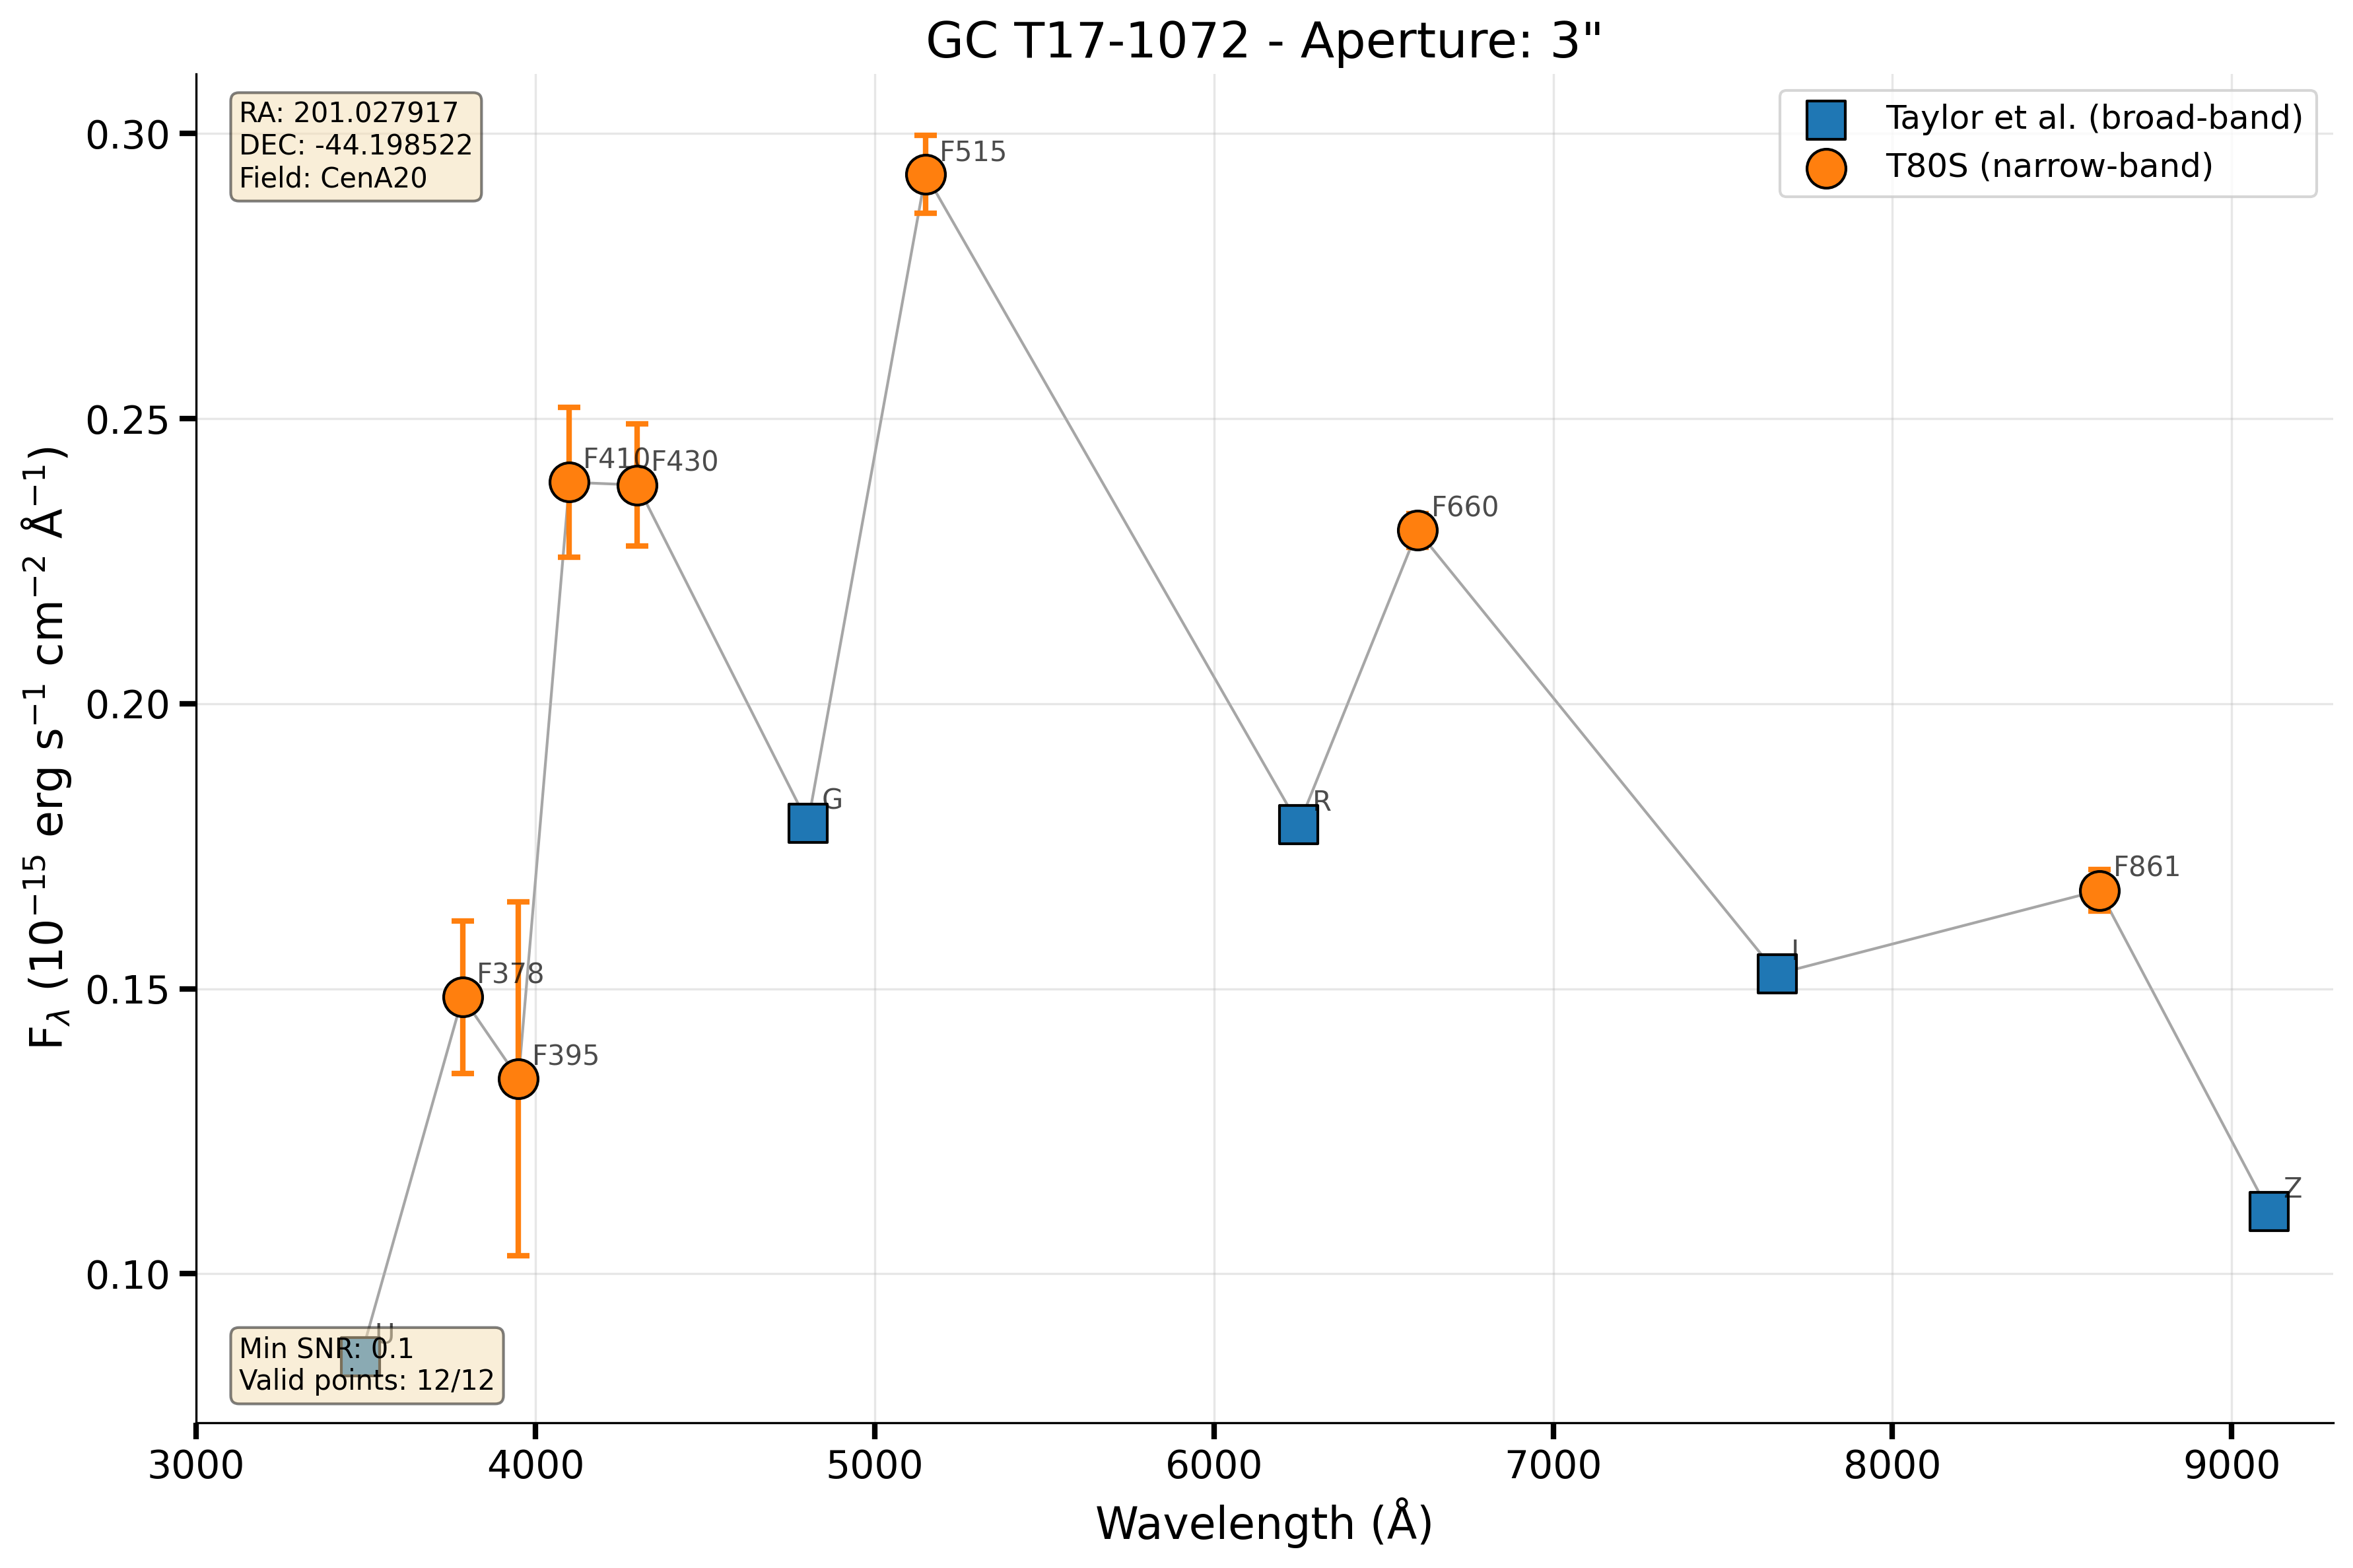 GC T17-1072 - Aperture: 3"
RA: 201.027917
DEC: -44.198522
Field: CenA20
Taylor et al. (broad-band)
T80S (narrow-band)
0.30
0.25
0.20
0.15
0.10
F_λ (10⁻¹⁵ erg s⁻¹ cm⁻² Å⁻¹)
F515
F410
F430
F660
G
R
F861
I
F378
F395
Z
U
Min SNR: 0.1
Valid points: 12/12
3000 4000 5000 6000 7000 8000 9000
Wavelength (Å)